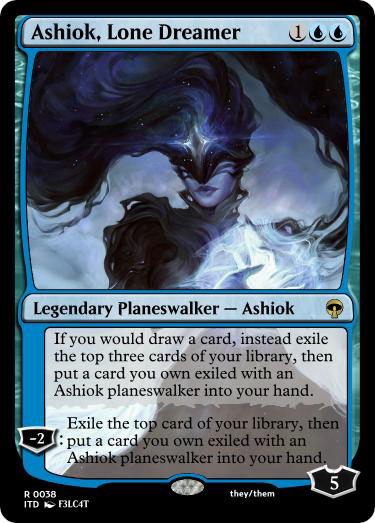 Ashiok, Lone Dreamer 1
Legendary Planeswalker — Ashiok
If you would draw a card, instead exile
the top three cards of your library, then
put a card you own exiled with an
Ashiok planeswalker into your hand.
Exile the top card of your library, then
-2: put a card you own exiled with an
Ashiok planeswalker into your hand.
5
R 0038
ITD F3LC4T
they/them